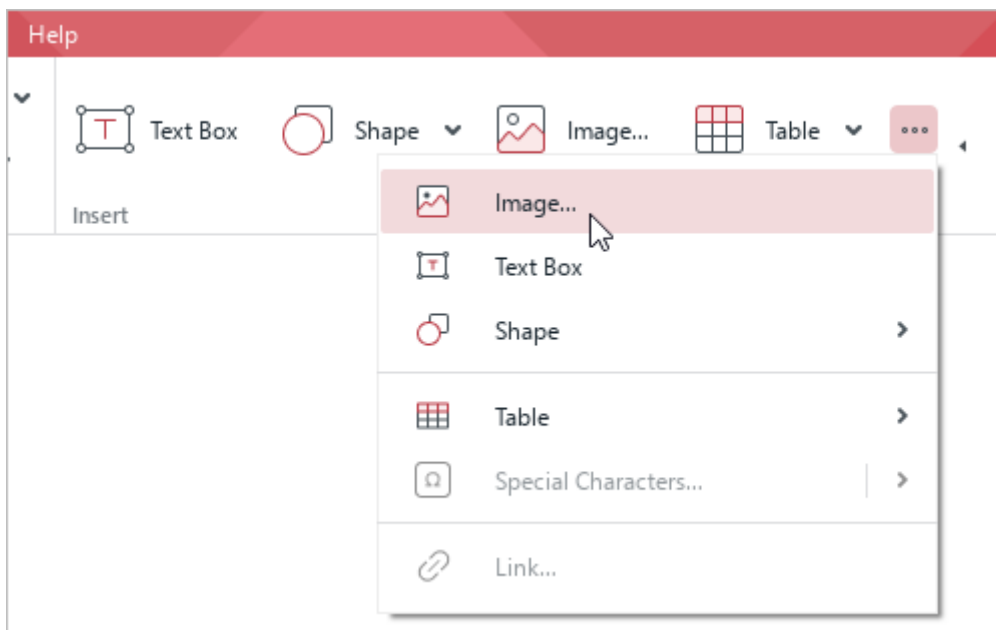 Help
Text Box
Shape
Image...
Table
Insert
Image...
Text Box
Shape
Table
Special Characters...
Link...